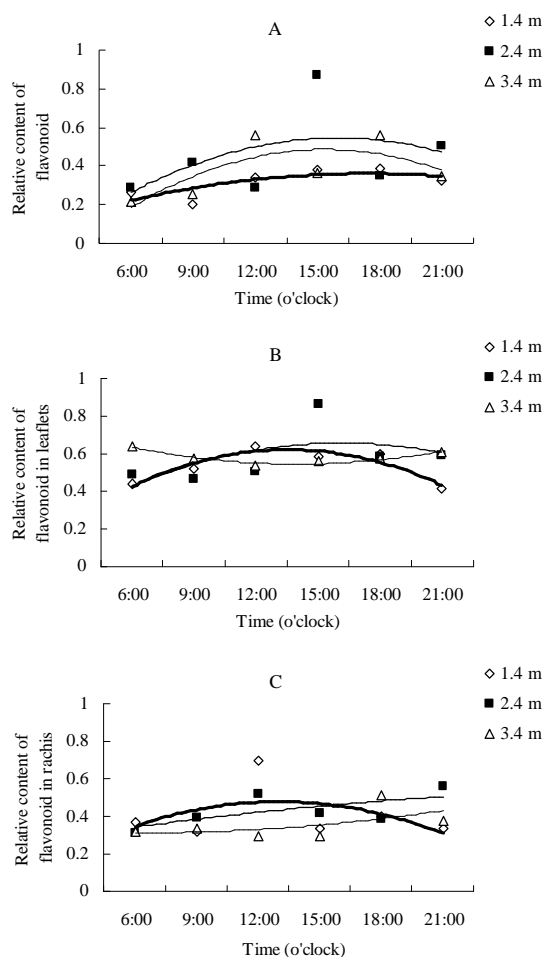 A
1.4 m
2.4 m
3.4 m
Relative content of
flavonoid
1
0.8
0.6
0.4
0.2
0
6:00 9:00 12:00 15:00 18:00 21:00
Time (o'clock)
B
1.4 m
2.4 m
3.4 m
Relative content of
flavonoid in leaflets
1
0.8
0.6
0.4
0.2
0
6:00 9:00 12:00 15:00 18:00 21:00
Time (o'clock)
C
1.4 m
2.4 m
3.4 m
Relative content of
flavonoid in rachis
1
0.8
0.6
0.4
0.2
0
6:00 9:00 12:00 15:00 18:00 21:00
Time (o'clock)